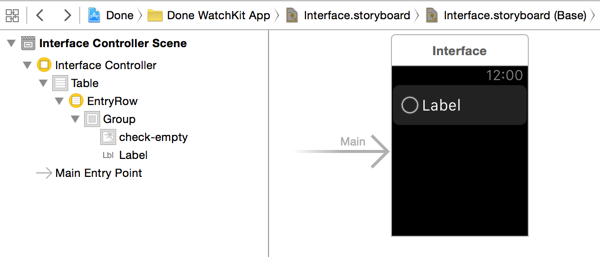 Done > Done WatchKit App > Interface.storyboard > Interface.storyboard (Base) >
Interface Controller Scene
Interface Controller
Table
EntryRow
Group
check-empty
Lbl Label
Main Entry Point
Interface
12:00
Label
Main